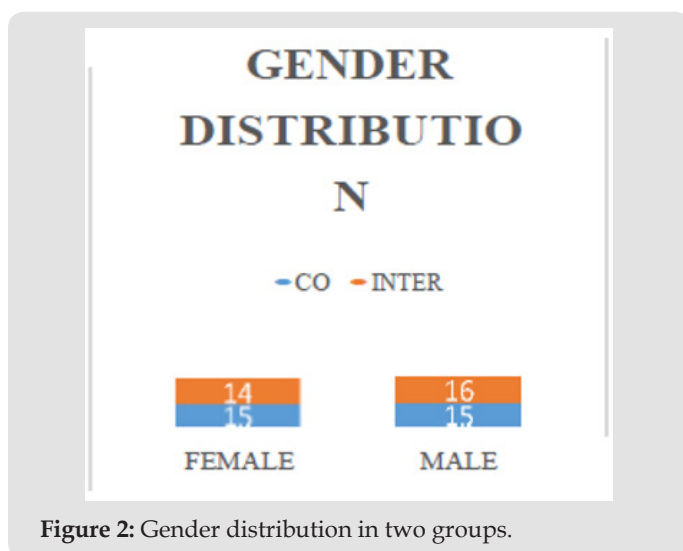 GENDER
DISTRIBUTIO
N
CO INTER
14 16
15 15
FEMALE MALE
Figure 2: Gender distribution in two groups.